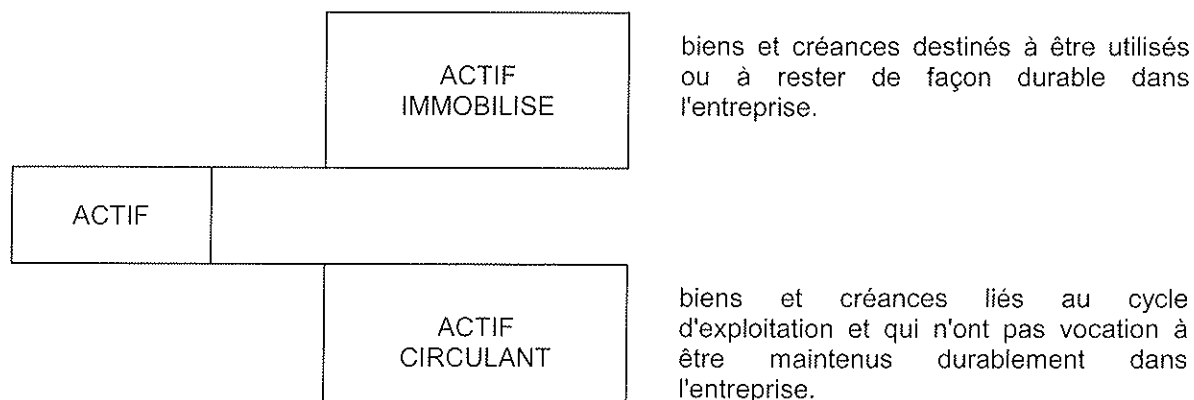 ACTIF
IMMOBILISE
biens et créances destinés à être utilisés
ou à rester de façon durable dans
l'entreprise.
ACTIF
ACTIF
CIRCULANT
biens et créances liés au cycle
d'exploitation et qui n'ont pas vocation à
être maintenus durablement dans
l'entreprise.